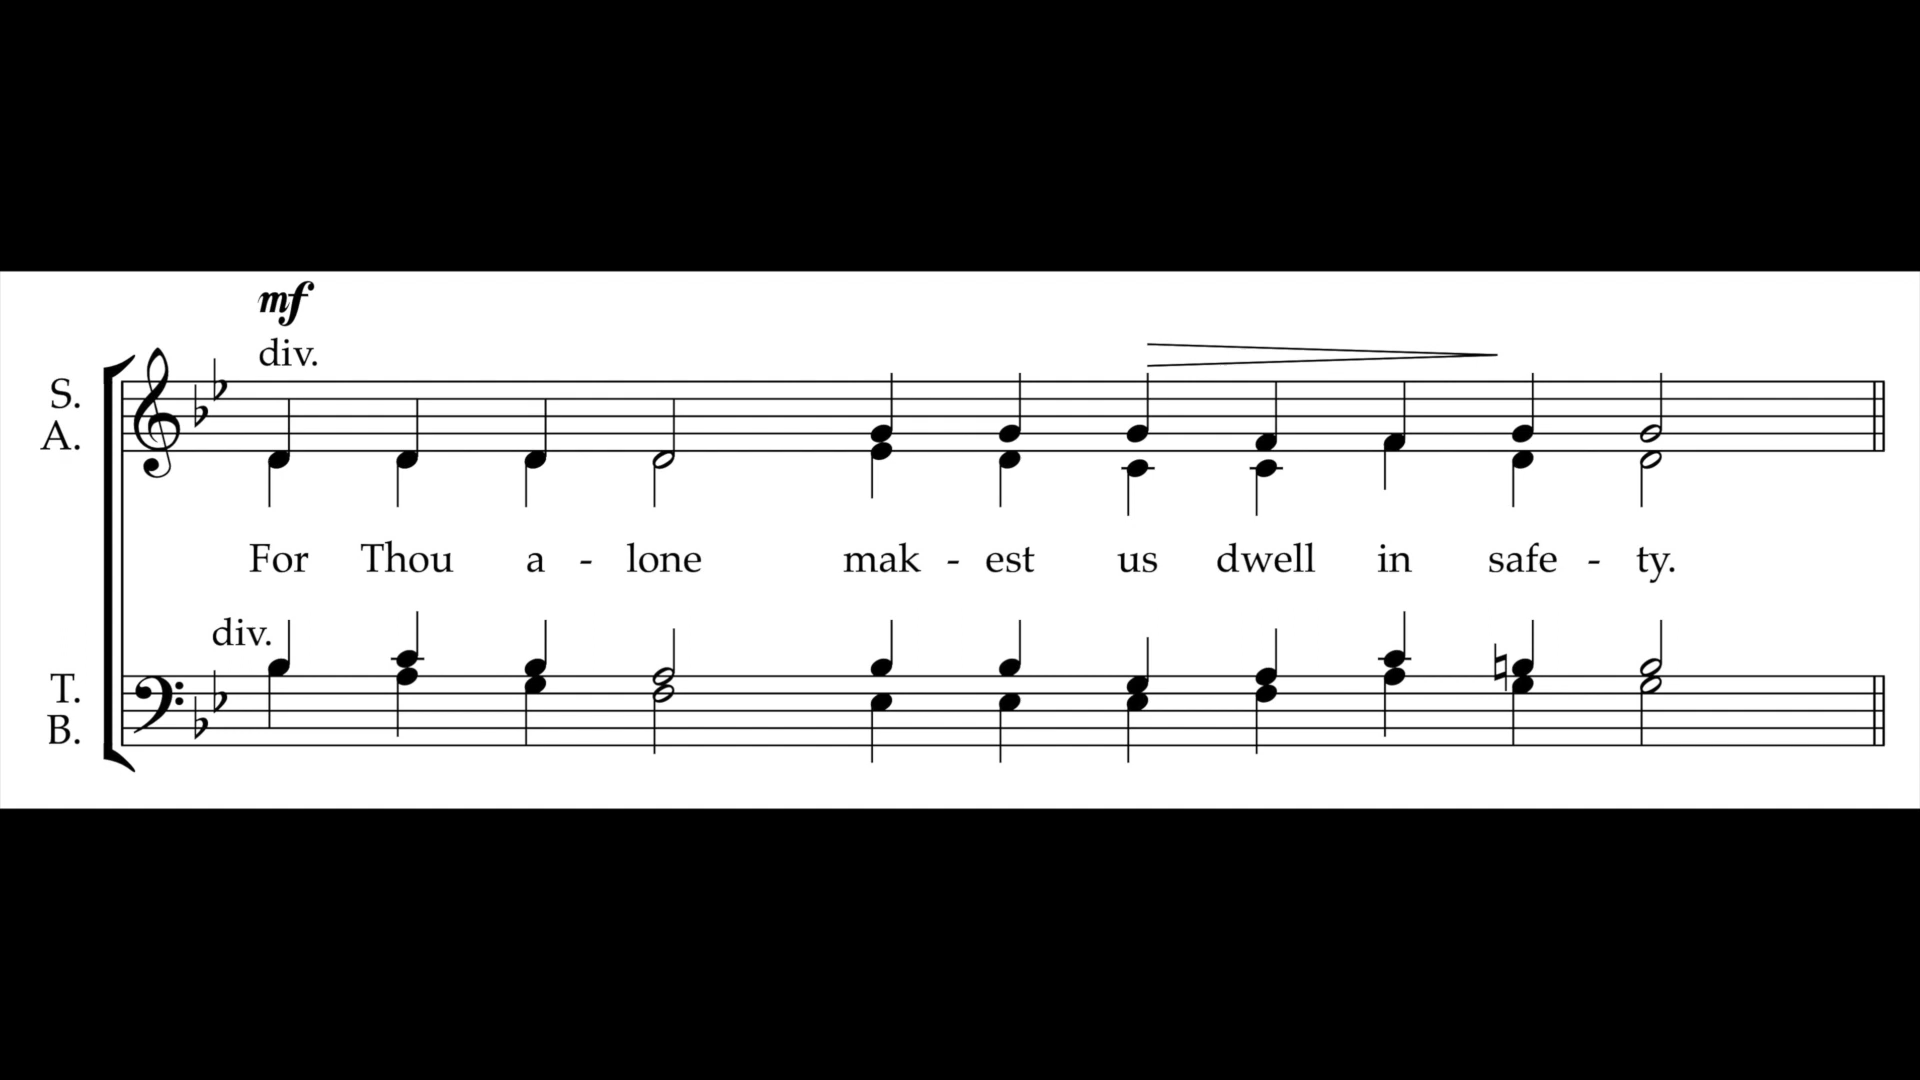 mf
div.
S.
A.
For Thou a - lone mak - est us dwell in safe - ty.
div.
T.
B.